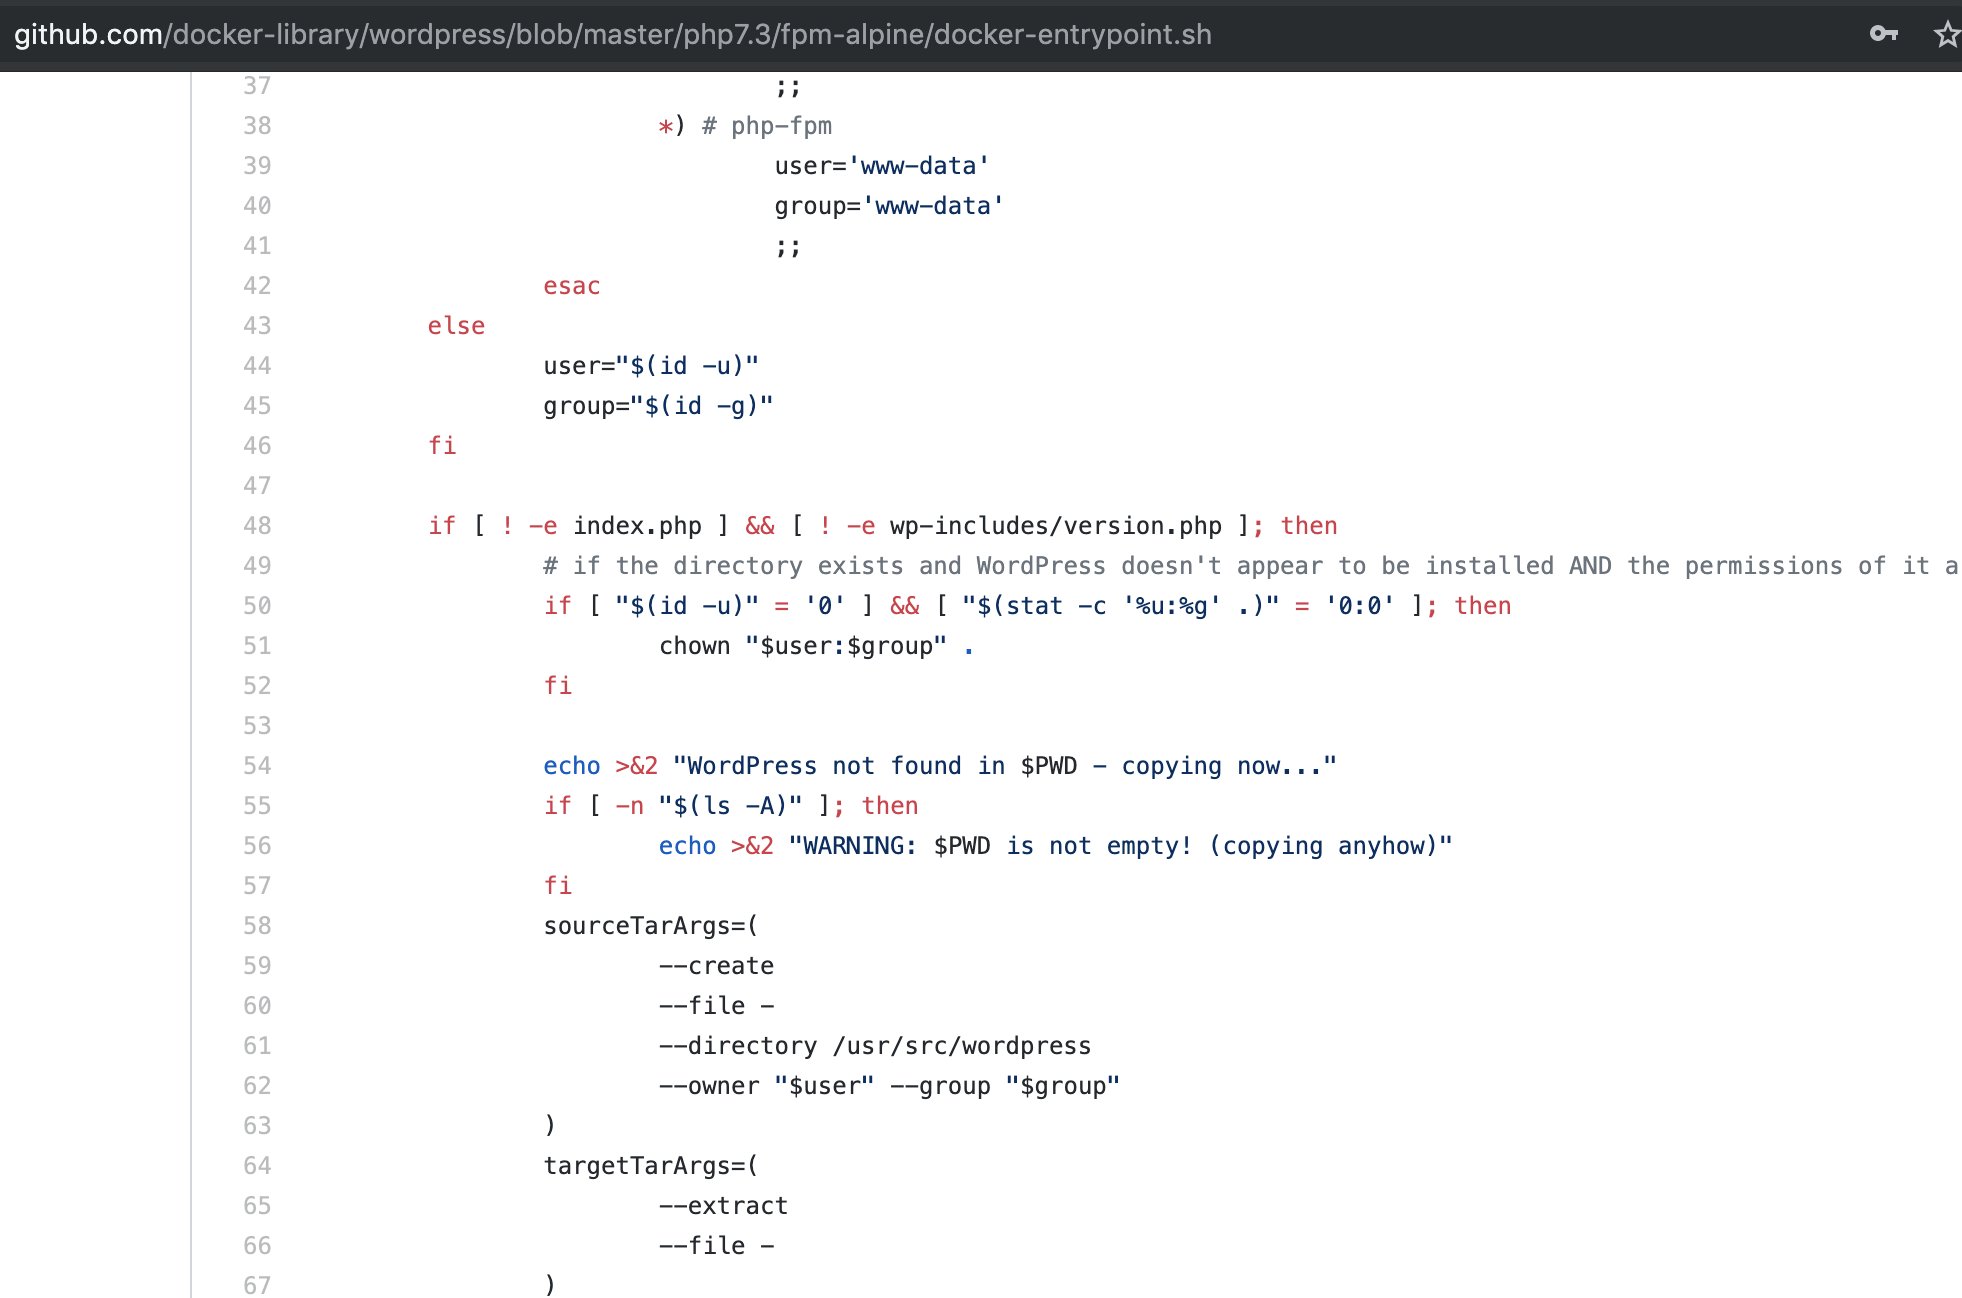 github.com/docker-library/wordpress/blob/master/php7.3/fpm-alpine/docker-entrypoint.sh
37 ;;
38 *) # php-fpm
39 user='www-data'
40 group='www-data'
41 ;;
42 esac
43 else
44 user="$(id -u)"
45 group="$(id -g)"
46 fi
47
48 if [ ! -e index.php ] && [ ! -e wp-includes/version.php ]; then
49 # if the directory exists and WordPress doesn't appear to be installed AND the permissions of it a
50 if [ "$(id -u)" = '0' ] && [ "$(stat -c '%u:%g' .)" = '0:0' ]; then
51 chown "$user:$group" .
52 fi
53
54 echo >&2 "WordPress not found in $PWD - copying now..."
55 if [ -n "$(ls -A)" ]; then
56 echo >&2 "WARNING: $PWD is not empty! (copying anyhow)"
57 fi
58 sourceTarArgs=(
59 --create
60 --file -
61 --directory /usr/src/wordpress
62 --owner "$user" --group "$group"
63 )
64 targetTarArgs=(
65 --extract
66 --file -
67 )